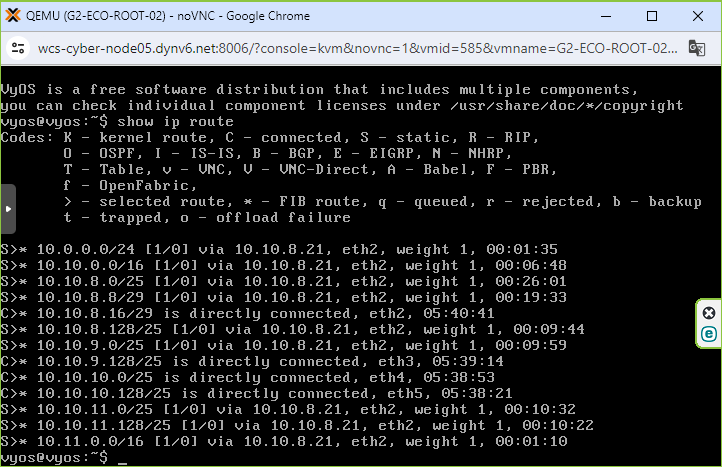 QEMU (G2-ECO-ROOT-02) - noVNC - Google Chrome
wcs-cyber-node05.dynv6.net:8006/?console=kvm&novnc=1&vmid=585&vmname=G2-ECO-ROOT-02...
VyOS is a free software distribution that includes multiple components,
you can check individual component licenses under /usr/share/doc/*/copyright
vyos@vyos:~$ show ip route
Codes: K - kernel route, C - connected, S - static, R - RIP,
O - OSPF, I - IS-IS, B - BGP, E - EIGRP, N - NHRP,
T - Table, v - VNC, V - VNC-Direct, A - Babel, F - PBR,
f - OpenFabric,
> - selected route, * - FIB route, q - queued, r - rejected, b - backup
t - trapped, o - offload failure
S>* 10.0.0.0/24 [1/0] via 10.10.8.21, eth2, weight 1, 00:01:35
S>* 10.10.0.0/16 [1/0] via 10.10.8.21, eth2, weight 1, 00:06:48
S>* 10.10.8.0/25 [1/0] via 10.10.8.21, eth2, weight 1, 00:26:01
S>* 10.10.8.8/29 [1/0] via 10.10.8.21, eth2, weight 1, 00:19:33
C>* 10.10.8.16/29 is directly connected, eth2, 05:40:41
S>* 10.10.8.128/25 [1/0] via 10.10.8.21, eth2, weight 1, 00:09:44
S>* 10.10.9.0/25 [1/0] via 10.10.8.21, eth2, weight 1, 00:09:59
C>* 10.10.9.128/25 is directly connected, eth3, 05:39:14
C>* 10.10.10.0/25 is directly connected, eth4, 05:38:53
C>* 10.10.10.128/25 is directly connected, eth5, 05:38:21
S>* 10.10.11.0/25 [1/0] via 10.10.8.21, eth2, weight 1, 00:10:32
S>* 10.10.11.128/25 [1/0] via 10.10.8.21, eth2, weight 1, 00:10:22
S>* 10.11.0.0/16 [1/0] via 10.10.8.21, eth2, weight 1, 00:01:10
vyos@vyos:~$ _